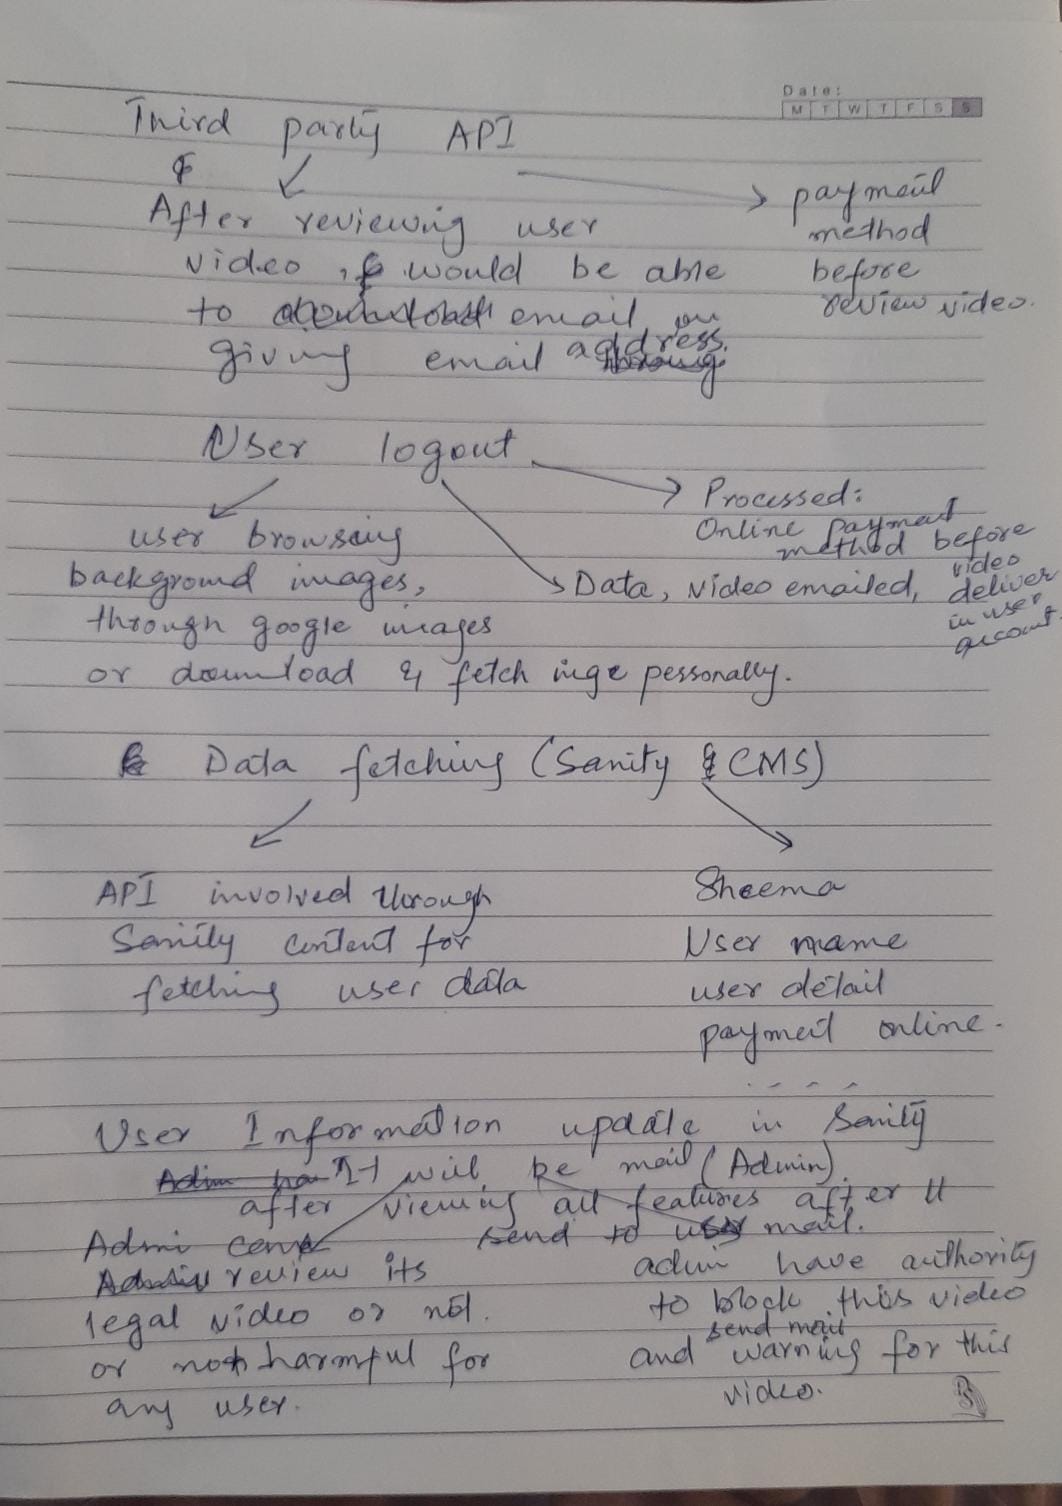 Date:
M T W T F S S
Third party API
After reviewing user
video, would be able
to email on
giving email address.
payment
method
before
review video.
User logout
Processed:
Online payment
method before
video
deliver
in user
account.
Data, video emailed,
user browsing
background images,
through google images
or download & fetch inge pessonally.
Data fetching (Sanity & CMS)
API involved through
Sanity content for
fetching user data
Sheema
User name
user detail
payment online.
User Information update in Sanity
It will be mail (Admin).
after viewing all features after it
send to user mail.
review its
legal video or not.
or not harmful for
any user.
admin have authority
to block this video
send mail
and warning for this
video.